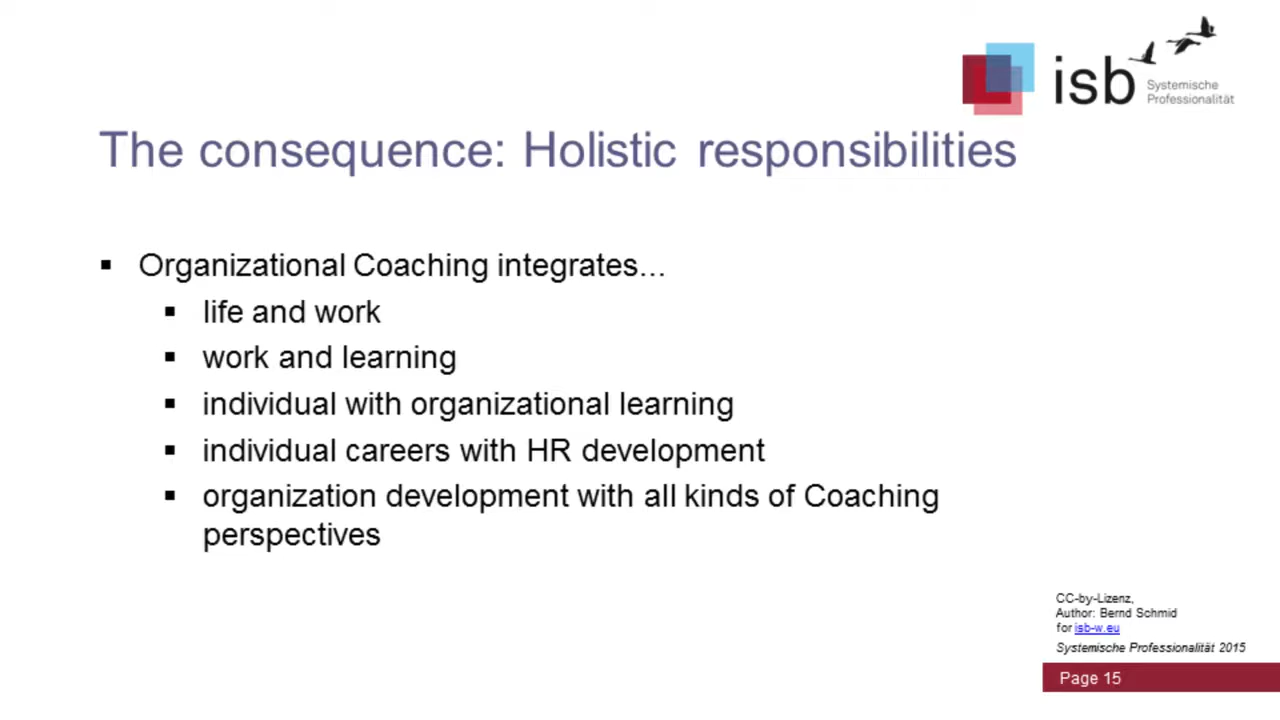 isb
Systemische
Professionalität
The consequence: Holistic responsibilities
▪ Organizational Coaching integrates...
▪ life and work
▪ work and learning
▪ individual with organizational learning
▪ individual careers with HR development
▪ organization development with all kinds of Coaching
perspectives
CC-by-Lizenz,
Author: Bernd Schmid
for isb-w.eu
Systemische Professionalität 2015
Page 15